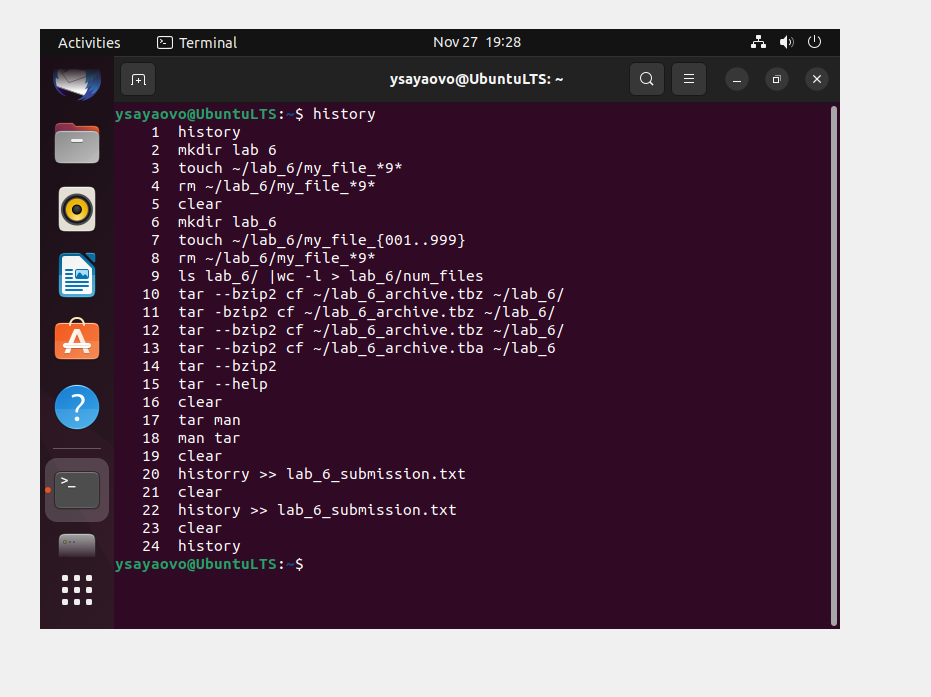 Activities Terminal Nov 27 19:28
ysayaovo@UbuntuLTS: ~
ysayaovo@UbuntuLTS:~$ history
1 history
2 mkdir lab 6
3 touch ~/lab_6/my_file_*9*
4 rm ~/lab_6/my_file_*9*
5 clear
6 mkdir lab_6
7 touch ~/lab_6/my_file_{001..999}
8 rm ~/lab_6/my_file_*9*
9 ls lab_6/ |wc -l > lab_6/num_files
10 tar --bzip2 cf ~/lab_6_archive.tbz ~/lab_6/
11 tar -bzip2 cf ~/lab_6_archive.tbz ~/lab_6/
12 tar --bzip2 cf ~/lab_6_archive.tbz ~/lab_6/
13 tar --bzip2 cf ~/lab_6_archive.tba ~/lab_6
14 tar --bzip2
15 tar --help
16 clear
17 tar man
18 man tar
19 clear
20 historry >> lab_6_submission.txt
21 clear
22 history >> lab_6_submission.txt
23 clear
24 history
ysayaovo@UbuntuLTS:~$